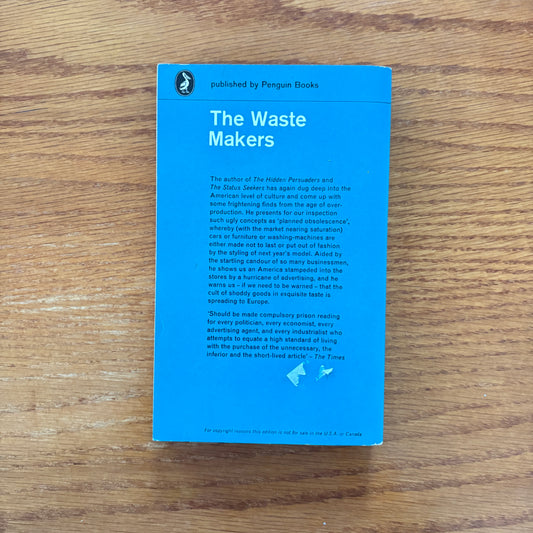 published by Penguin Books
The Waste
Makers
The author of The Hidden Persuaders and
The Status Seekers has again dug deep into the
American level of culture and come up with
some frightening finds from the age of over-
production. He presents for our inspection
such ugly concepts as 'planned obsolescence',
whereby (with the market nearing saturation)
cars or furniture or washing-machines are
either made not to last or put out of fashion
by the styling of next year's model. Aided by
the startling candour of so many businessmen,
he shows us an America stampeded into the
stores by a hurricane of advertising, and he
warns us – if we need to be warned – that the
cult of shoddy goods in exquisite taste is
spreading to Europe.
'Should be made compulsory prison reading
for every politician, every economist, every
advertising agent, and every industrialist who
attempts to equate a high standard of living
with the purchase of the unnecessary, the
inferior and the short-lived article' – The Times
For copyright reasons this edition is not for sale in the U.S.A. or Canada